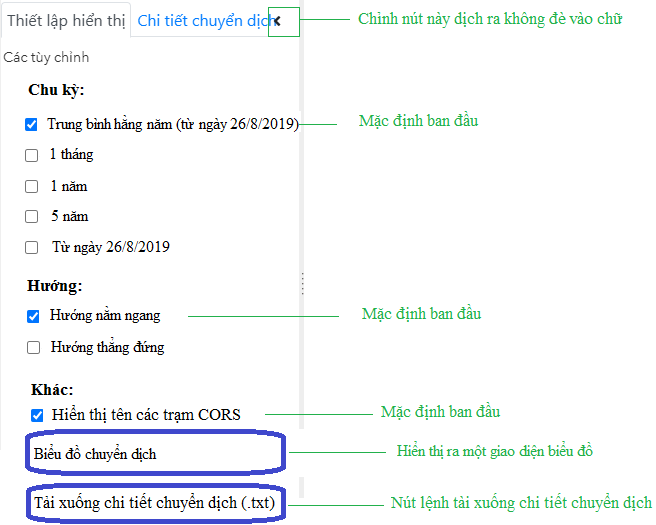 Thiết lập hiển thị Chi tiết chuyển dịch Chỉnh nút này dịch ra không đè vào chữ
Các tùy chỉnh
Chu kỳ:
Trung bình hằng năm (từ ngày 26/8/2019) Mặc định ban đầu
1 tháng
1 năm
5 năm
Từ ngày 26/8/2019
Hướng:
Hướng nằm ngang Mặc định ban đầu
Hướng thẳng đứng
Khác:
Hiển thị tên các trạm CORS Mặc định ban đầu
Biểu đồ chuyển dịch Hiển thị ra một giao diện biểu đồ
Tải xuống chi tiết chuyển dịch (.txt) Nút lệnh tải xuống chi tiết chuyển dịch